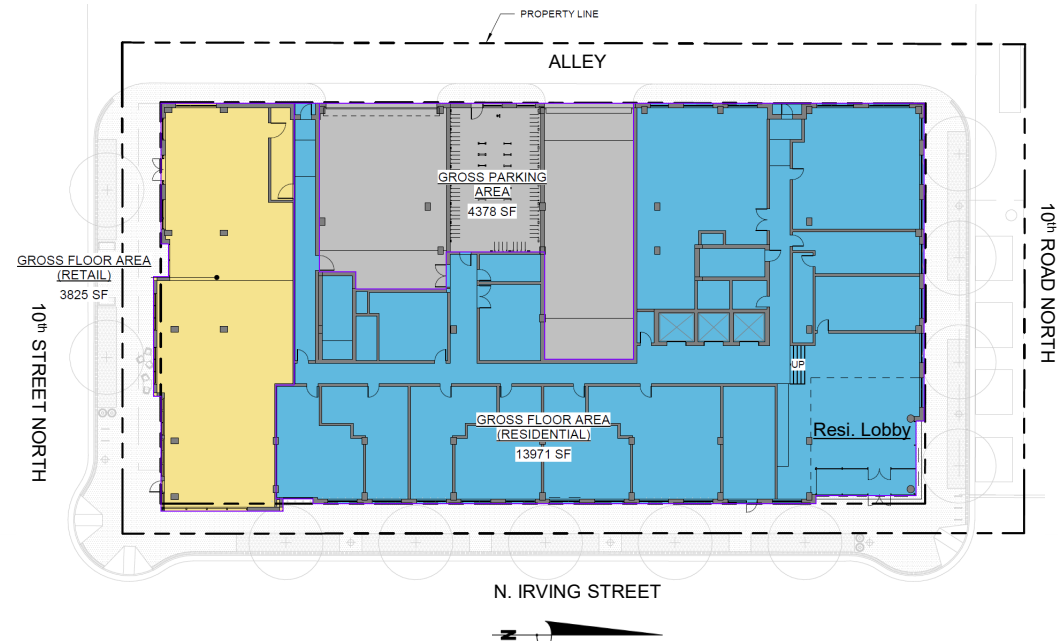 PROPERTY LINE
ALLEY
GROSS PARKING
AREA
4378 SF
GROSS FLOOR AREA
(RETAIL)
3825 SF
10th STREET NORTH
10th ROAD NORTH
UP
GROSS FLOOR AREA
(RESIDENTIAL)
13971 SF
Resi. Lobby
N. IRVING STREET
N